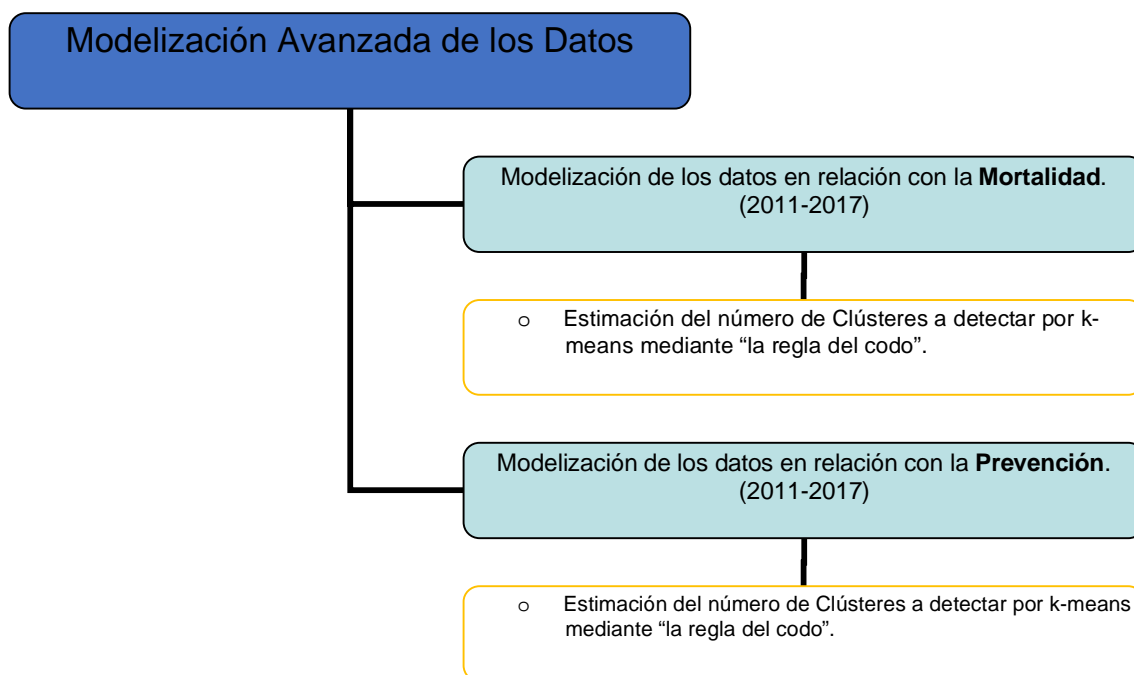 Modelización Avanzada de los Datos
Modelización de los datos en relación con la Mortalidad.
(2011-2017)
o Estimación del número de Clústeres a detectar por k-
means mediante “la regla del codo”.
Modelización de los datos en relación con la Prevención.
(2011-2017)
o Estimación del número de Clústeres a detectar por k-means
mediante “la regla del codo”.